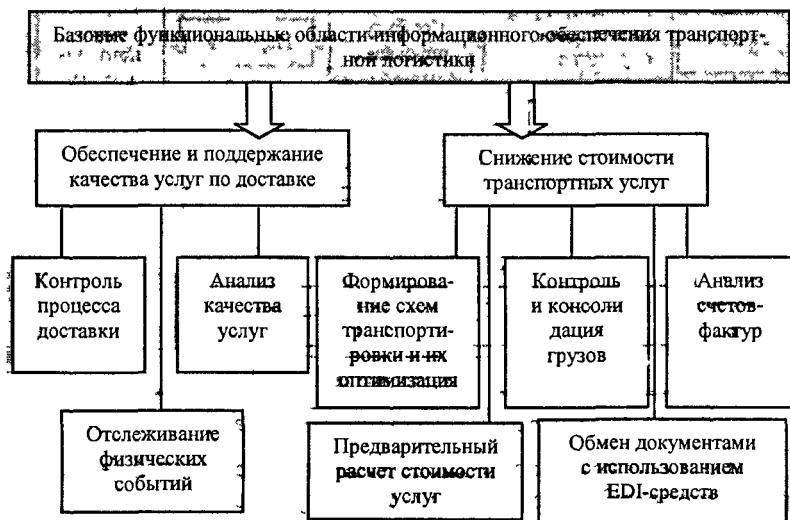 Базовые функциональные области информационного обеспечения транспорт-
ной логистики
Обеспечение и поддержание
качества услуг по доставке
Снижение стоимости
транспортных услуг
Контроль
процесса
доставки
Анализ
качества
услуг
Формирова-
ние схем
транспорти-
ровки и их
оптимизация
Контроль
и консоли
дация
грузов
Анализ
счетов-
фактур
Отслеживание
физических
событий
Предварительный
расчет стоимости
услуг
Обмен документами
с использованием
EDI-средств